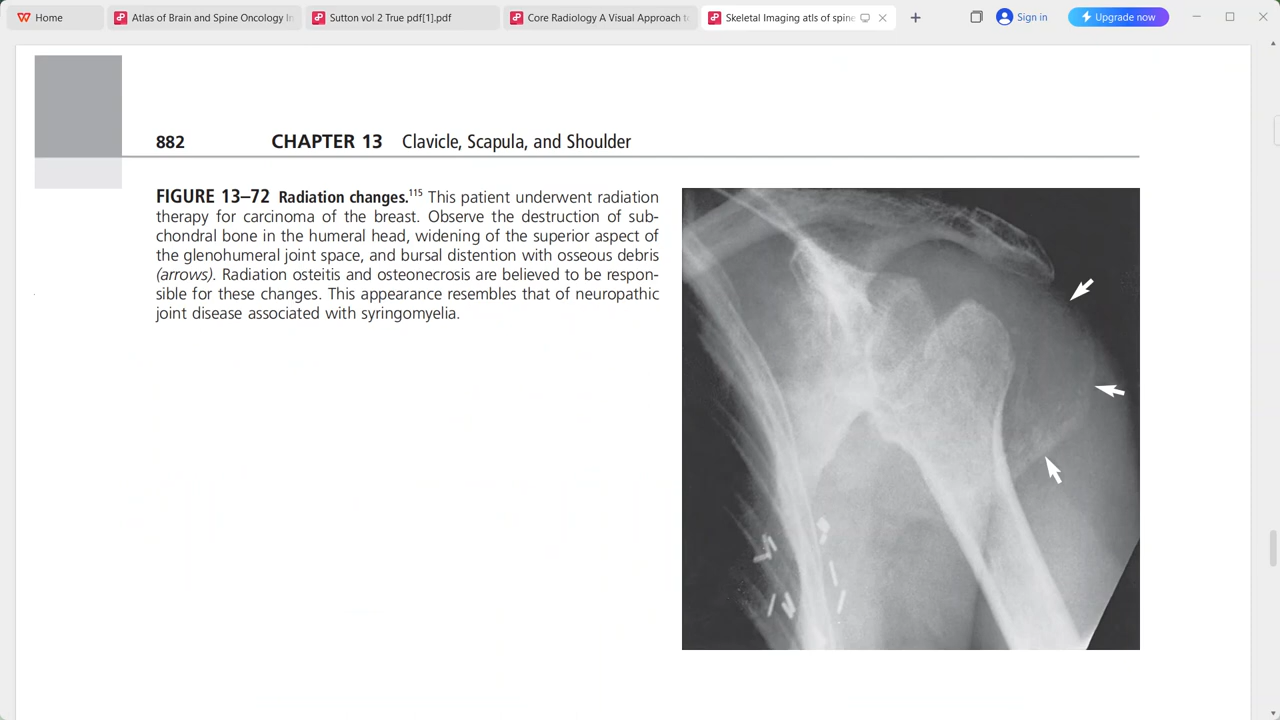 Home
Atlas of Brain and Spine Oncology I
Sutton vol 2 True pdf[1].pdf
Core Radiology A Visual Approach t
Skeletal Imaging atls of spine
Sign in
Upgrade now
882 CHAPTER 13 Clavicle, Scapula, and Shoulder
FIGURE 13–72 Radiation changes.115 This patient underwent radiation
therapy for carcinoma of the breast. Observe the destruction of sub-
chondral bone in the humeral head, widening of the superior aspect of
the glenohumeral joint space, and bursal distention with osseous debris
(arrows). Radiation osteitis and osteonecrosis are believed to be respon-
sible for these changes. This appearance resembles that of neuropathic
joint disease associated with syringomyelia.